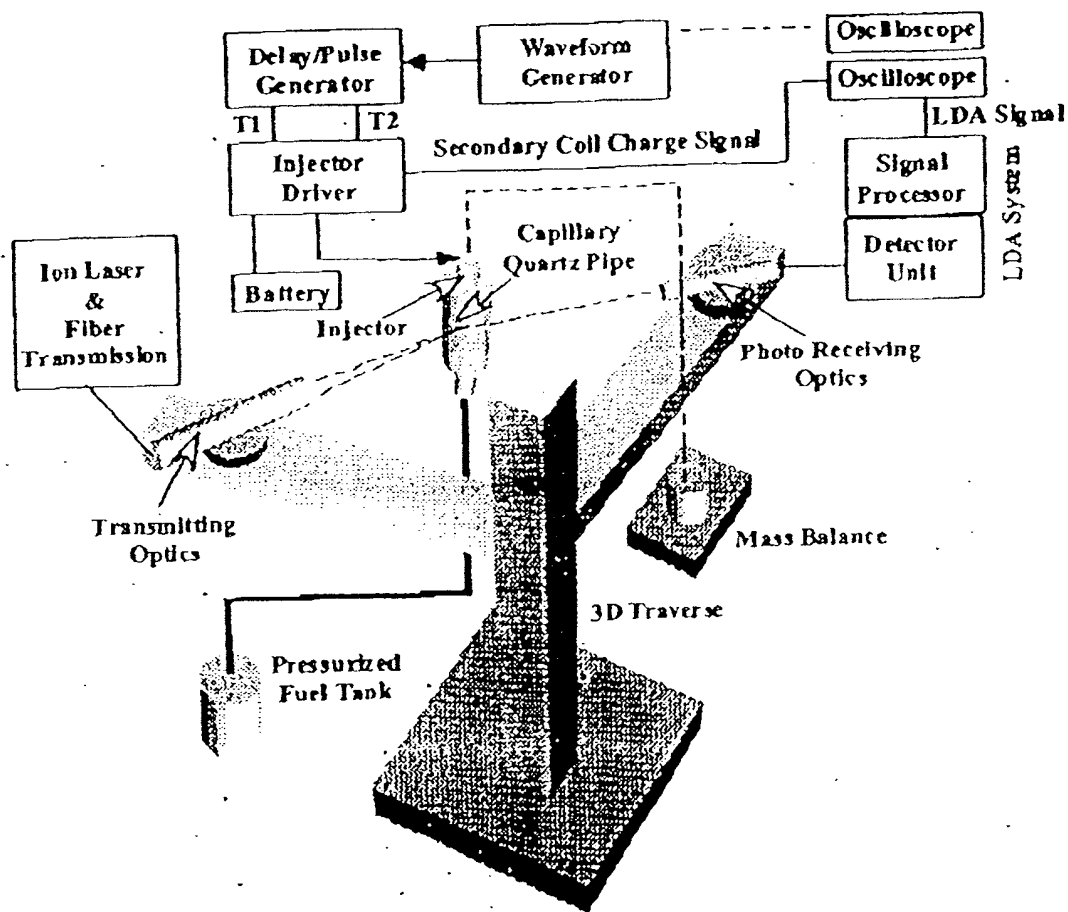 Delay/Pulse
Generator
Waveform
Generator
Oscilloscope
Oscilloscope
T1
T2
LDA Signal
Secondary Coil Charge Signal
Injector
Driver
Signal
Processor
LDA System
Ion Laser
&
Fiber
Transmission
Capillary
Quartz Pipe
Detector
Unit
Battery
Injector
Photo Receiving
Optics
Transmitting
Optics
Mass Balance
3D Traverse
Pressurized
Fuel Tank